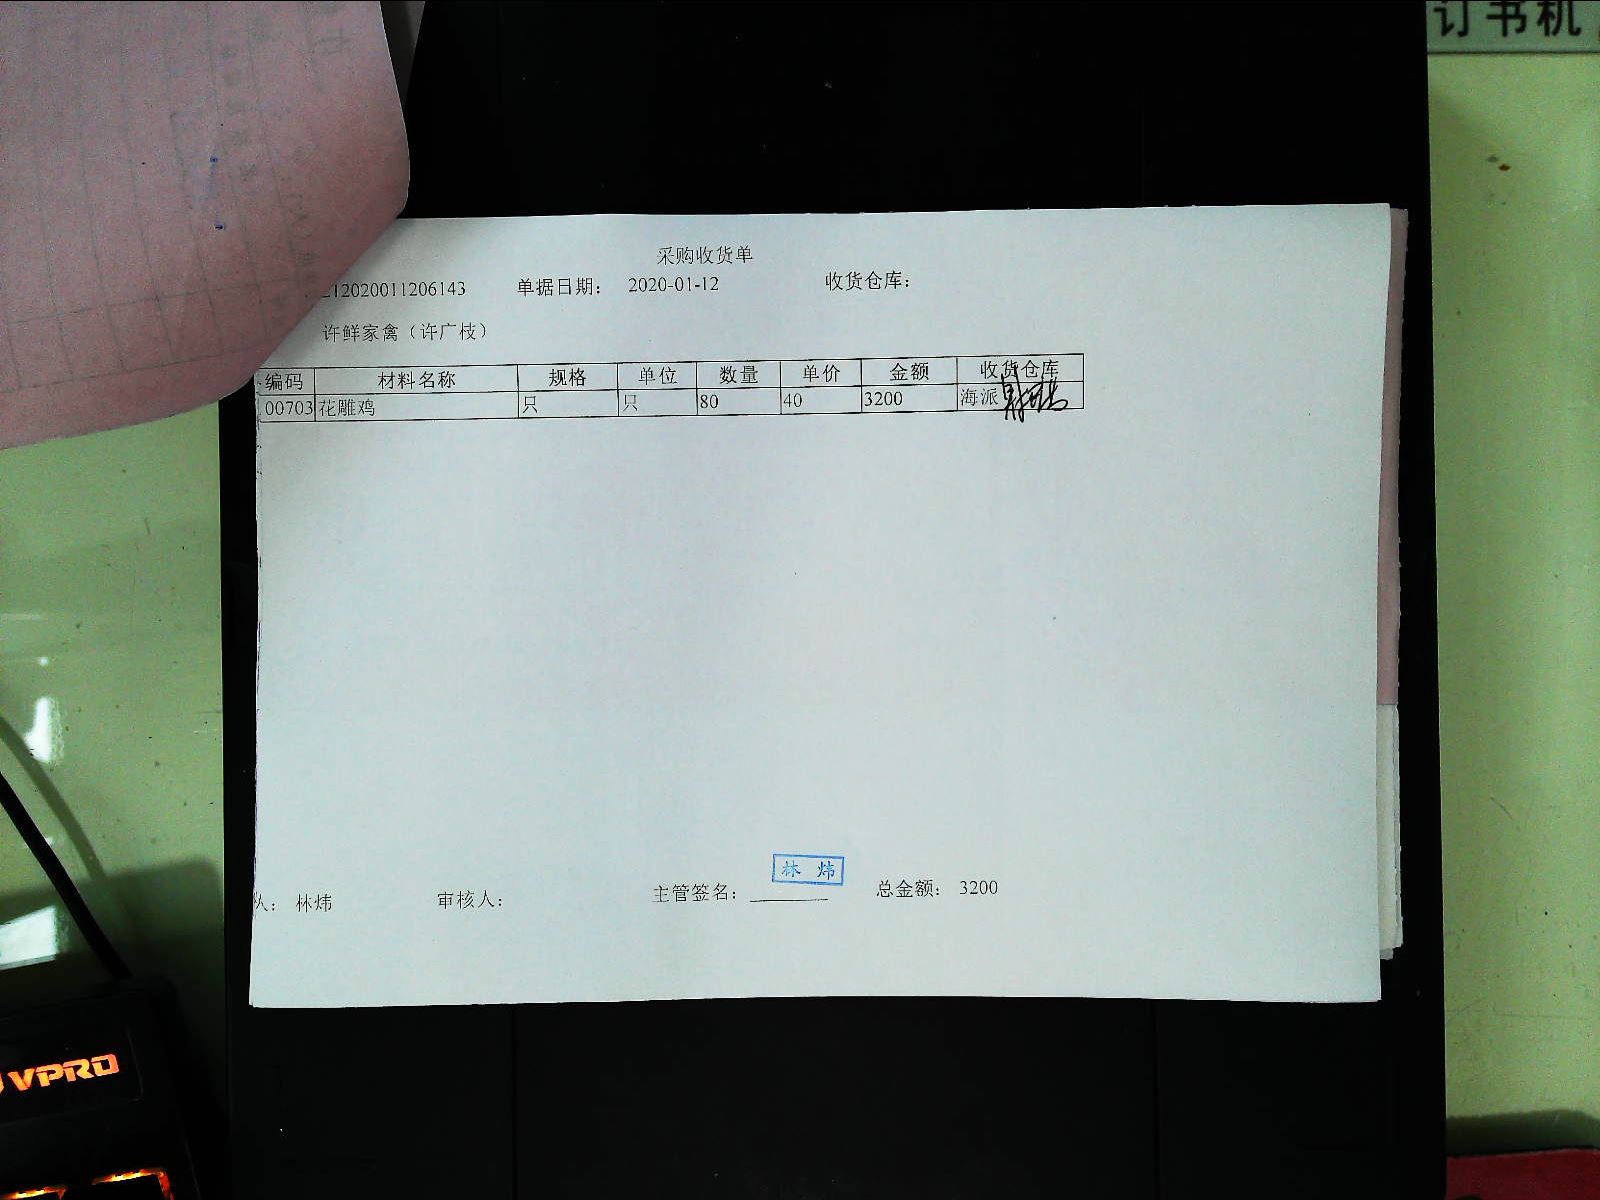 订书机
采购收货单
212020011206143 单据日期： 2020-01-12 收货仓库：
许鲜家禽（许广枝）
编码 材料名称 规格 单位 数量 单价 金额 收货仓库
00703 花雕鸡 只 只 80 40 3200 海派
林 炜
人： 林炜 审核人： 主管签名： 总金额： 3200
VPRO